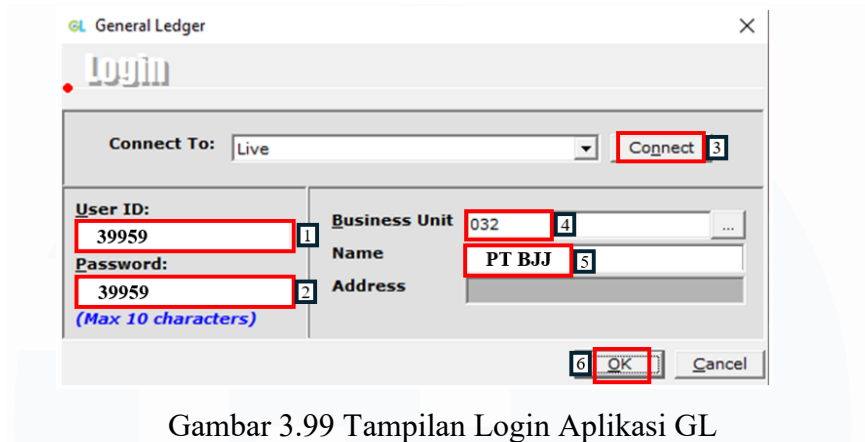 GL General Ledger
Login
Connect To: Live Connect 3
User ID:
39959 1
Password:
39959 2
(Max 10 characters)
Business Unit 032 4 ...
Name PT BJJ 5
Address
6 OK Cancel
Gambar 3.99 Tampilan Login Aplikasi GL